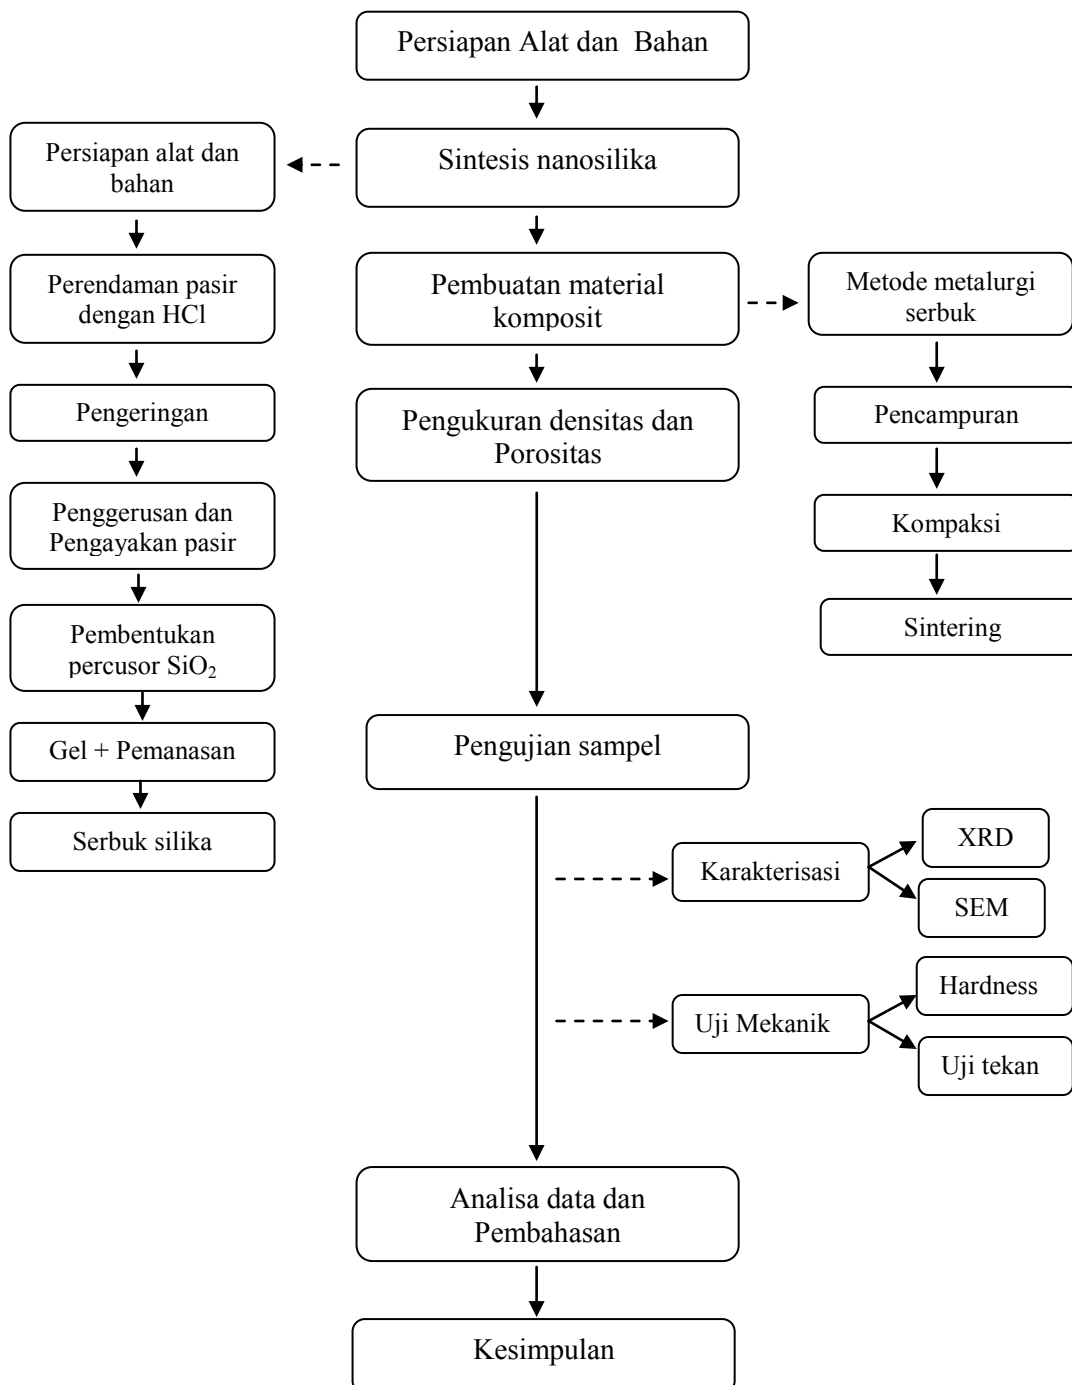 Persiapan Alat dan Bahan
Sintesis nanosilika
Persiapan alat dan
bahan
Perendaman pasir
dengan HCl
Pengeringan
Penggerusan dan
Pengayakan pasir
Pembentukan
percusor SiO₂
Gel + Pemanasan
Serbuk silika
Pembuatan material
komposit
Metode metalurgi
serbuk
Pencampuran
Kompaksi
Sintering
Pengukuran densitas dan
Porositas
Pengujian sampel
Karakterisasi
XRD
SEM
Uji Mekanik
Hardness
Uji tekan
Analisa data dan
Pembahasan
Kesimpulan